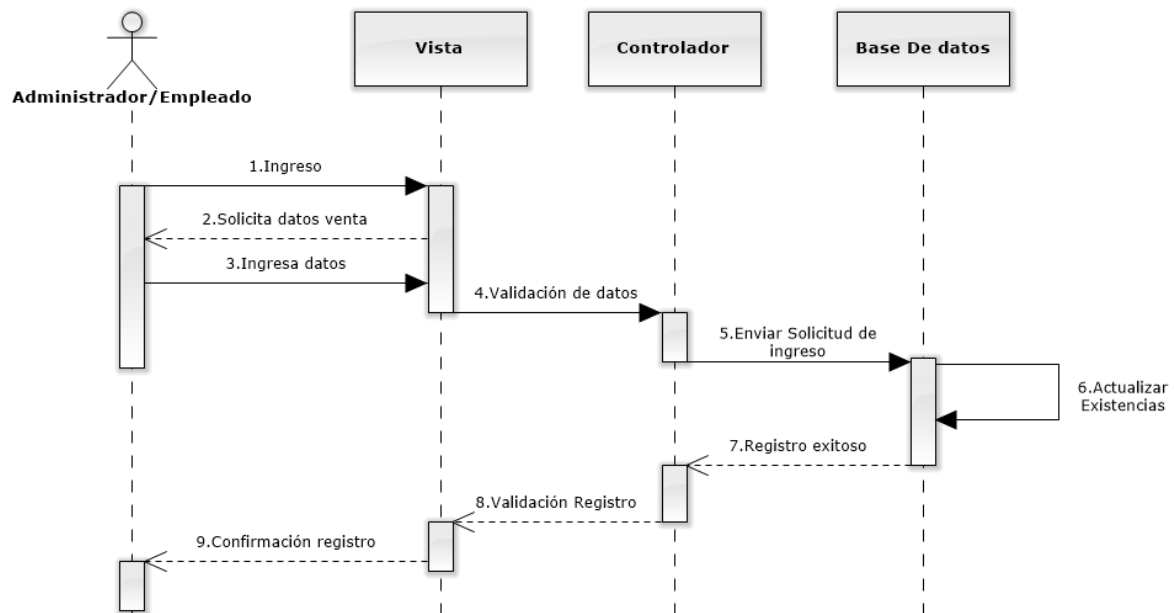 Vista
Controlador
Base De datos
Administrador/Empleado
1.Ingreso
2.Solicita datos venta
3.Ingresa datos
4.Validación de datos
5.Enviar Solicitud de
ingreso
6.Actualizar
Existencias
7.Registro exitoso
8.Validación Registro
9.Confirmación registro